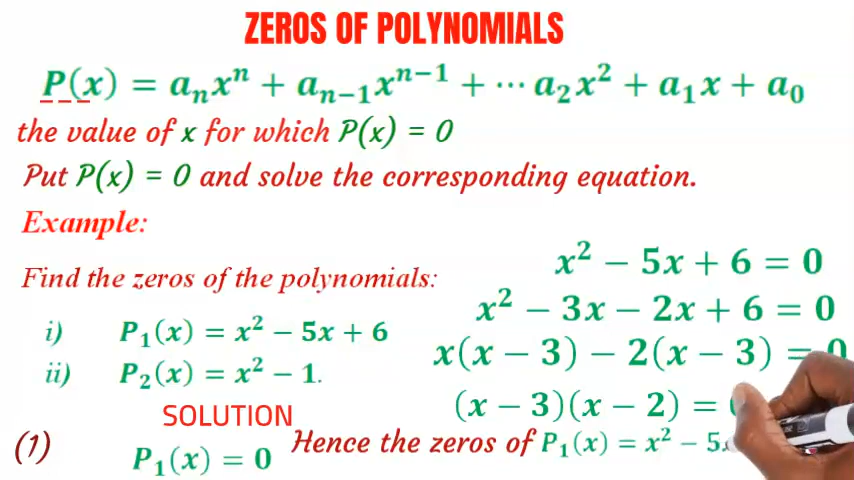 ZEROS OF POLYNOMIALS
P(x) = aₙxⁿ + aₙ₋₁xⁿ⁻¹ + ⋯ a₂x² + a₁x + a₀
the value of x for which P(x) = 0
Put P(x) = 0 and solve the corresponding equation.
Example:
Find the zeros of the polynomials:
i) P₁(x) = x² − 5x + 6
ii) P₂(x) = x² − 1.
SOLUTION
(1) P₁(x) = 0
x² − 5x + 6 = 0
x² − 3x − 2x + 6 = 0
x(x − 3) − 2(x − 3) = 0
(x − 3)(x − 2) =
Hence the zeros of P₁(x) = x² − 5